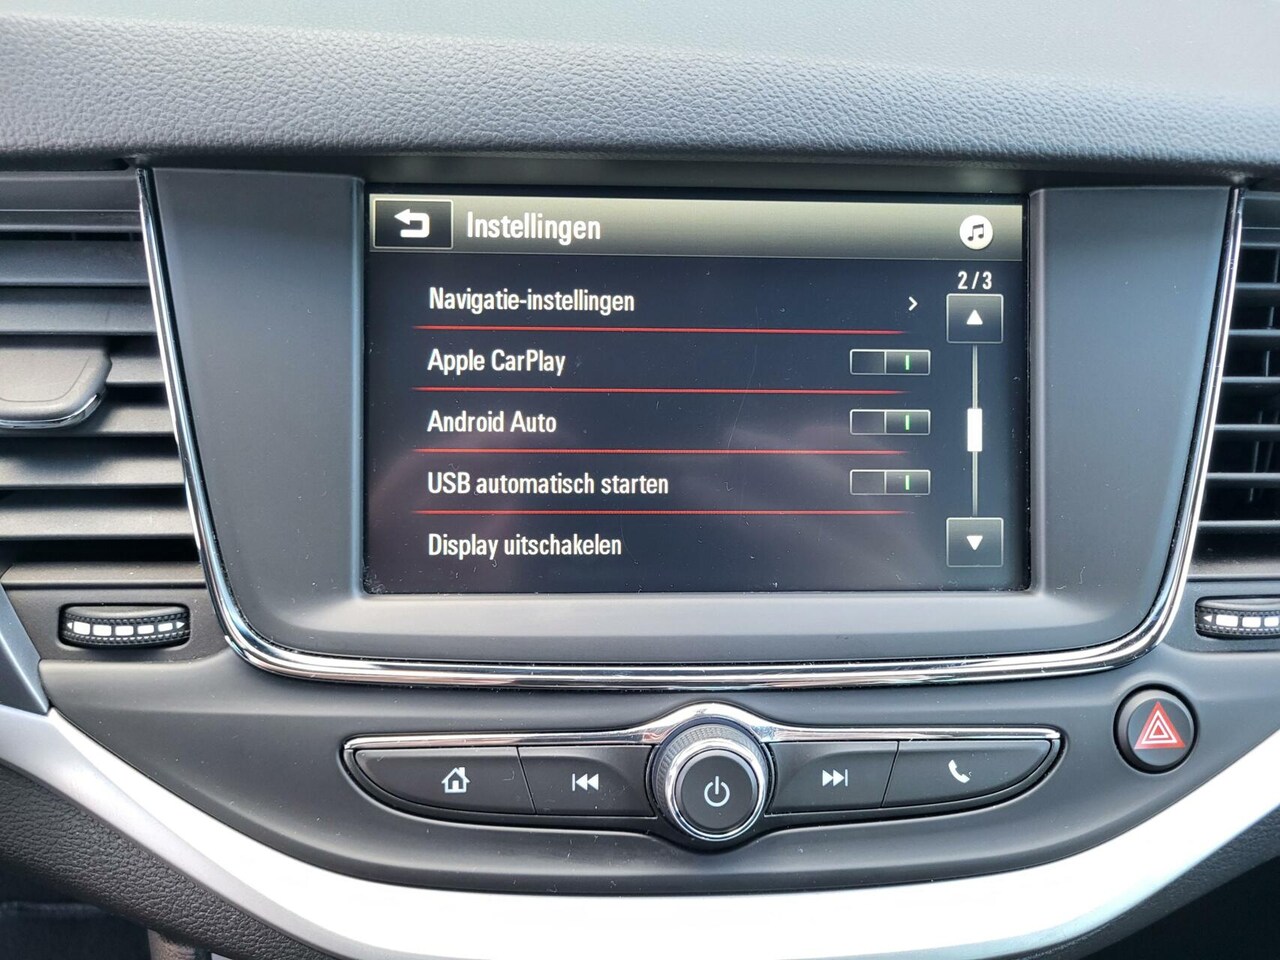 Instellingen
2/3
Navigatie-instellingen
Apple CarPlay
Android Auto
USB automatisch starten
Display uitschakelen